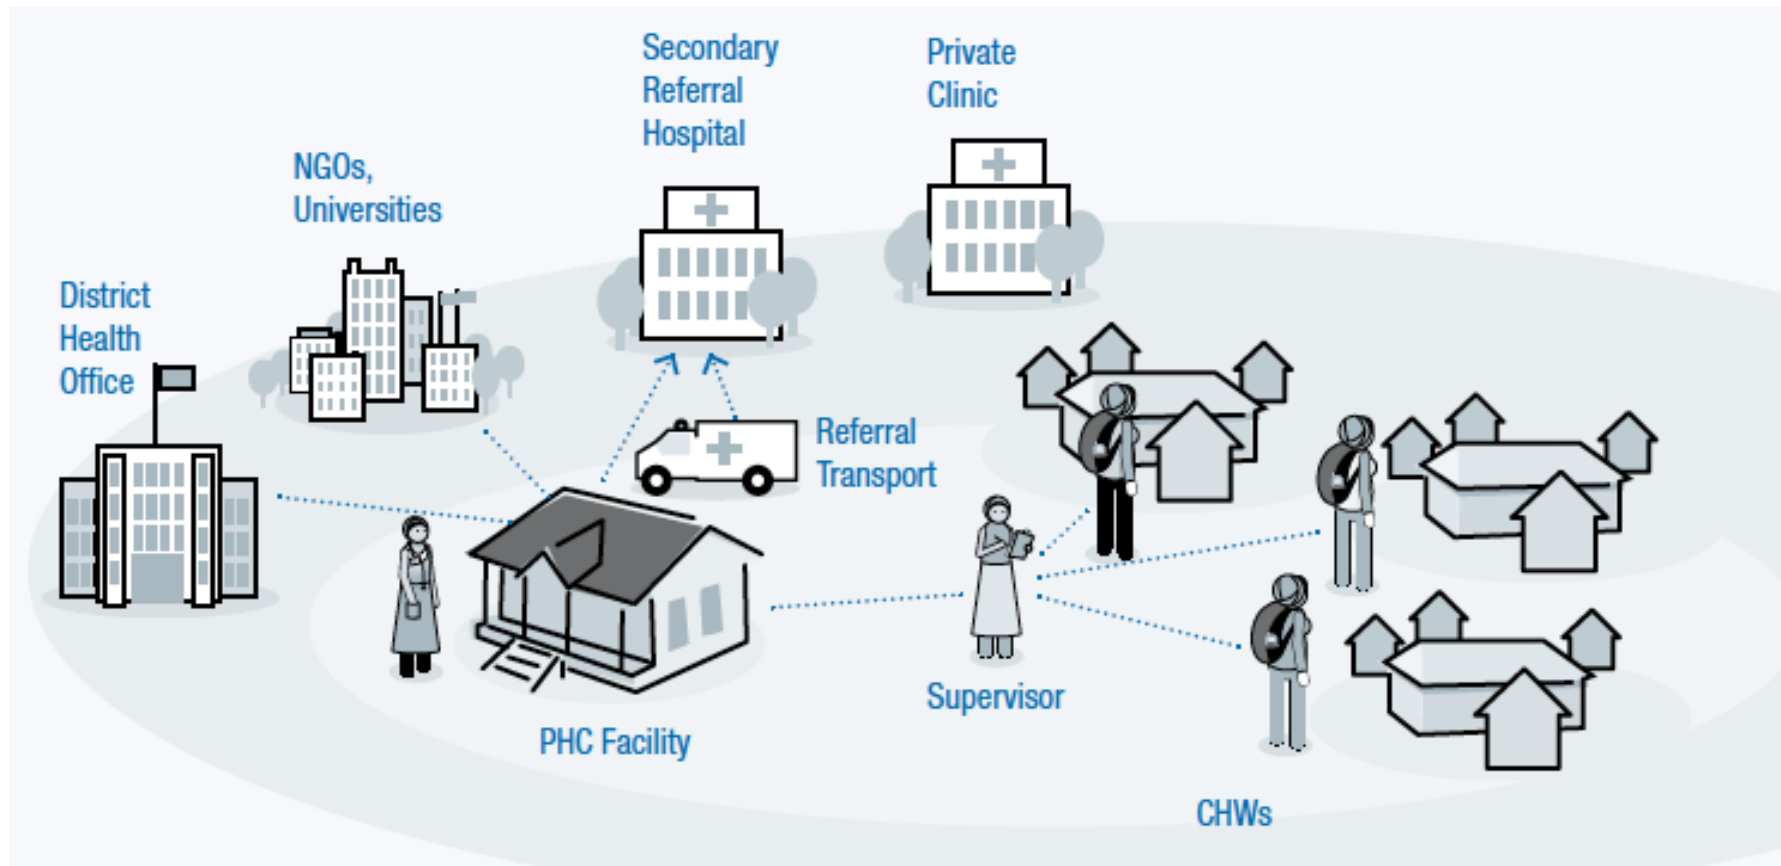 Secondary
Referral
Hospital
Private
Clinic
NGOs,
Universities
District
Health
Office
Referral
Transport
Supervisor
PHC Facility
CHWs